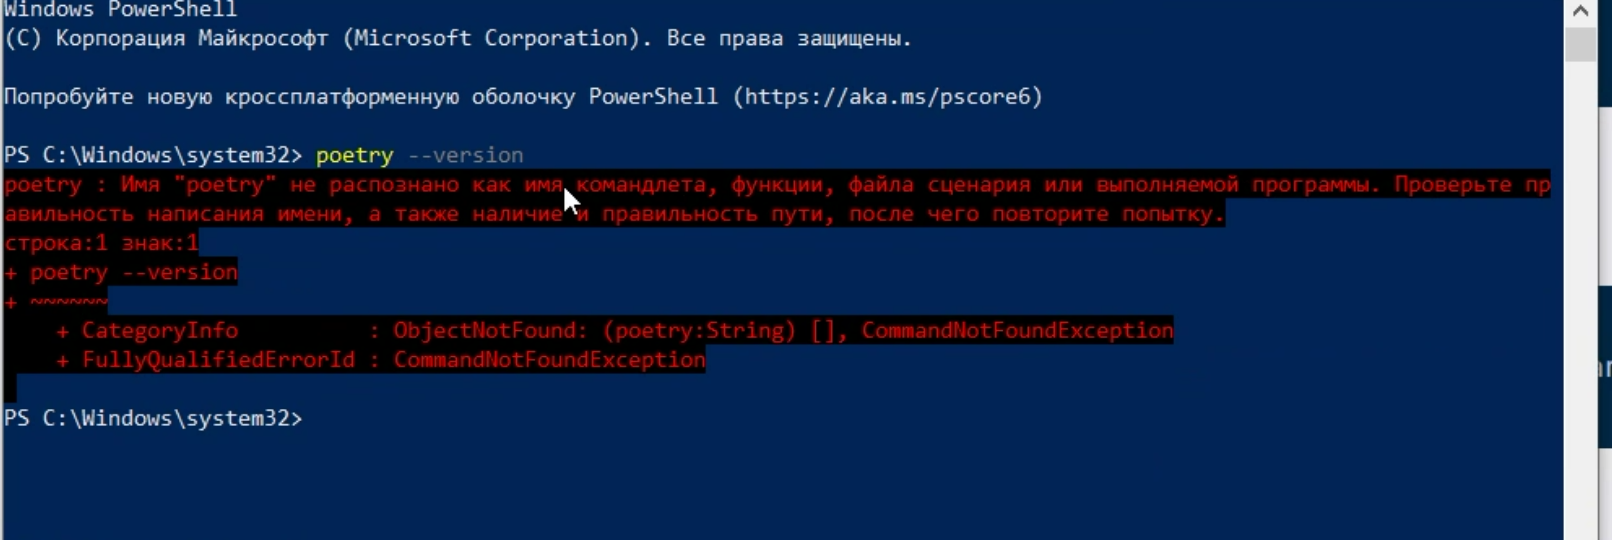 Windows PowerShell
(C) Корпорация Майкрософт (Microsoft Corporation). Все права защищены.
Попробуйте новую кроссплатформенную оболочку PowerShell (https://aka.ms/pscore6)
PS C:\Windows\system32> poetry --version
poetry : Имя "poetry" не распознано как имя командлета, функции, файла сценария или выполняемой программы. Проверьте пр
авильность написания имени, а также наличие и правильность пути, после чего повторите попытку.
строка:1 знак:1
+ poetry --version
+ ~~~~~~
    + CategoryInfo          : ObjectNotFound: (poetry:String) [], CommandNotFoundException
    + FullyQualifiedErrorId : CommandNotFoundException
PS C:\Windows\system32>